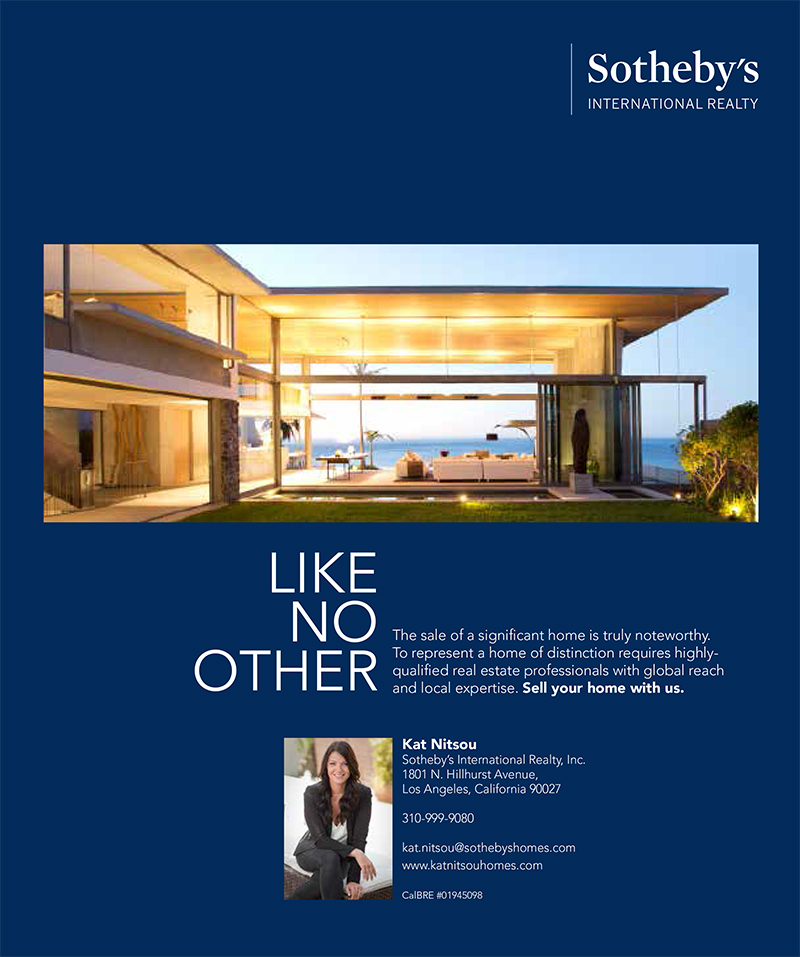 Sotheby's
INTERNATIONAL REALTY
LIKE
NO
OTHER
The sale of a significant home is truly noteworthy.
To represent a home of distinction requires highly-
qualified real estate professionals with global reach
and local expertise. Sell your home with us.
Kat Nitsou
Sotheby's International Realty, Inc.
1801 N. Hillhurst Avenue,
Los Angeles, California 90027
310-999-9080
kat.nitsou@sothebyshomes.com
www.katnitsouhomes.com
CalBRE #01945098